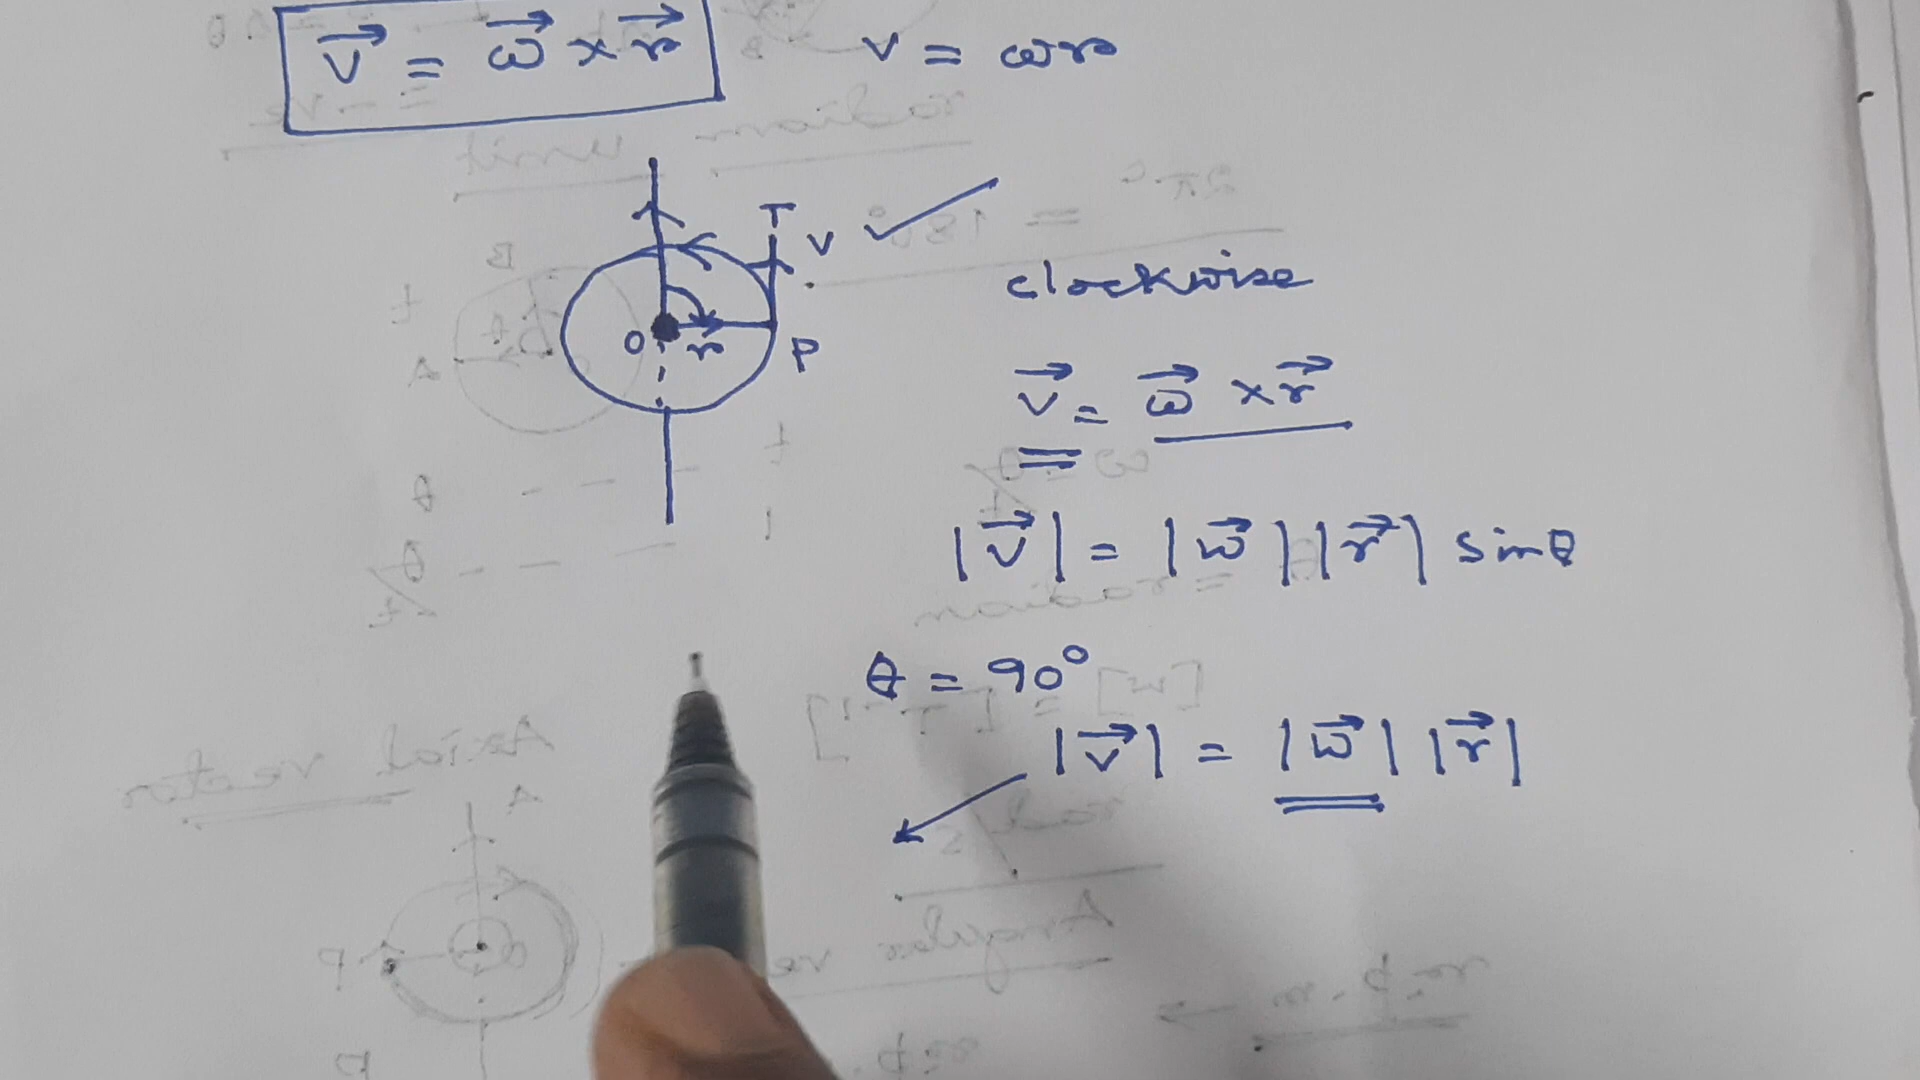 v⃗ = ω⃗ × r⃗
v = ωr
T
v
O
r
P
clockwise
v⃗ = ω⃗ × r⃗
|v⃗| = |ω⃗| |r⃗| sinθ
θ = 90°
|v⃗| = |ω⃗| |r⃗|